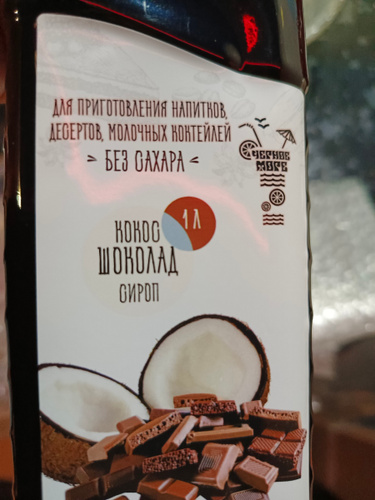 ДЛЯ ПРИГОТОВЛЕНИЯ НАПИТКОВ,
ДЕСЕРТОВ, МОЛОЧНЫХ КОКТЕЙЛЕЙ
~ БЕЗ САХАРА ~
ЧЕРНОЕ
МОРЕ
1 Л
КОКОС
ШОКОЛАД
СИРОП